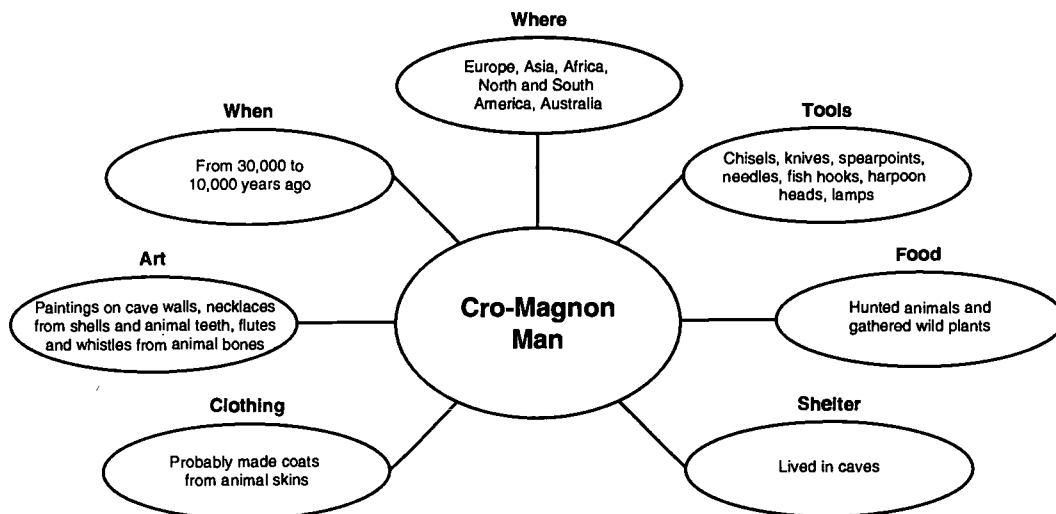 Where
Europe, Asia, Africa,
North and South
America, Australia
When
From 30,000 to
10,000 years ago
Tools
Chisels, knives, spearpoints,
needles, fish hooks, harpoon
heads, lamps
Art
Paintings on cave walls, necklaces
from shells and animal teeth, flutes
and whistles from animal bones
Cro-Magnon
Man
Food
Hunted animals and
gathered wild plants
Clothing
Probably made coats
from animal skins
Shelter
Lived in caves